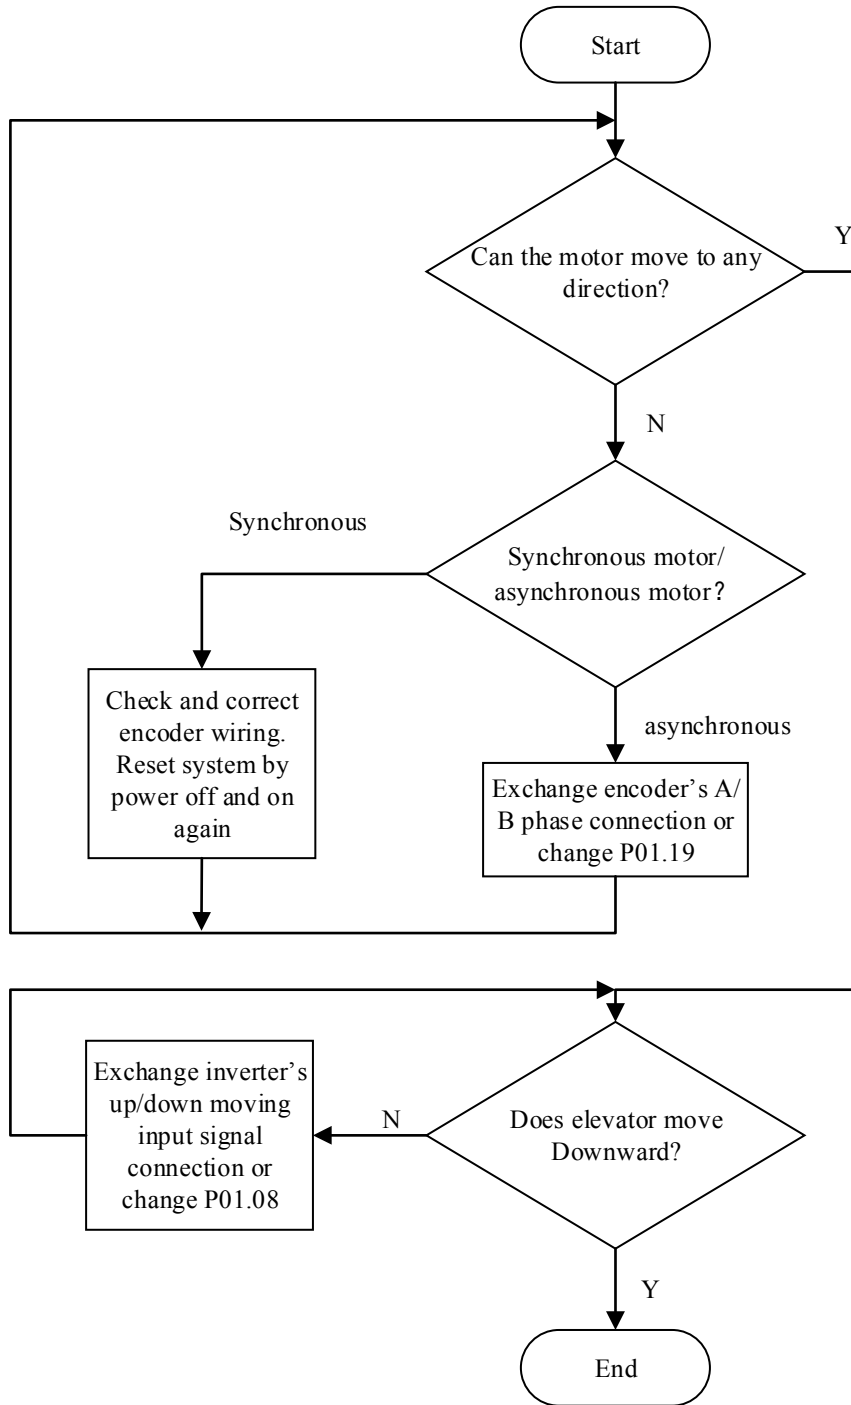 Start
Can the motor move to any
direction?
Y
N
Synchronous
Synchronous motor/
asynchronous motor?
Check and correct
encoder wiring.
Reset system by
power off and on
again
asynchronous
Exchange encoder’s A/
B phase connection or
change P01.19
Exchange inverter’s
up/down moving
input signal
connection or
change P01.08
N
Does elevator move
Downward?
Y
End